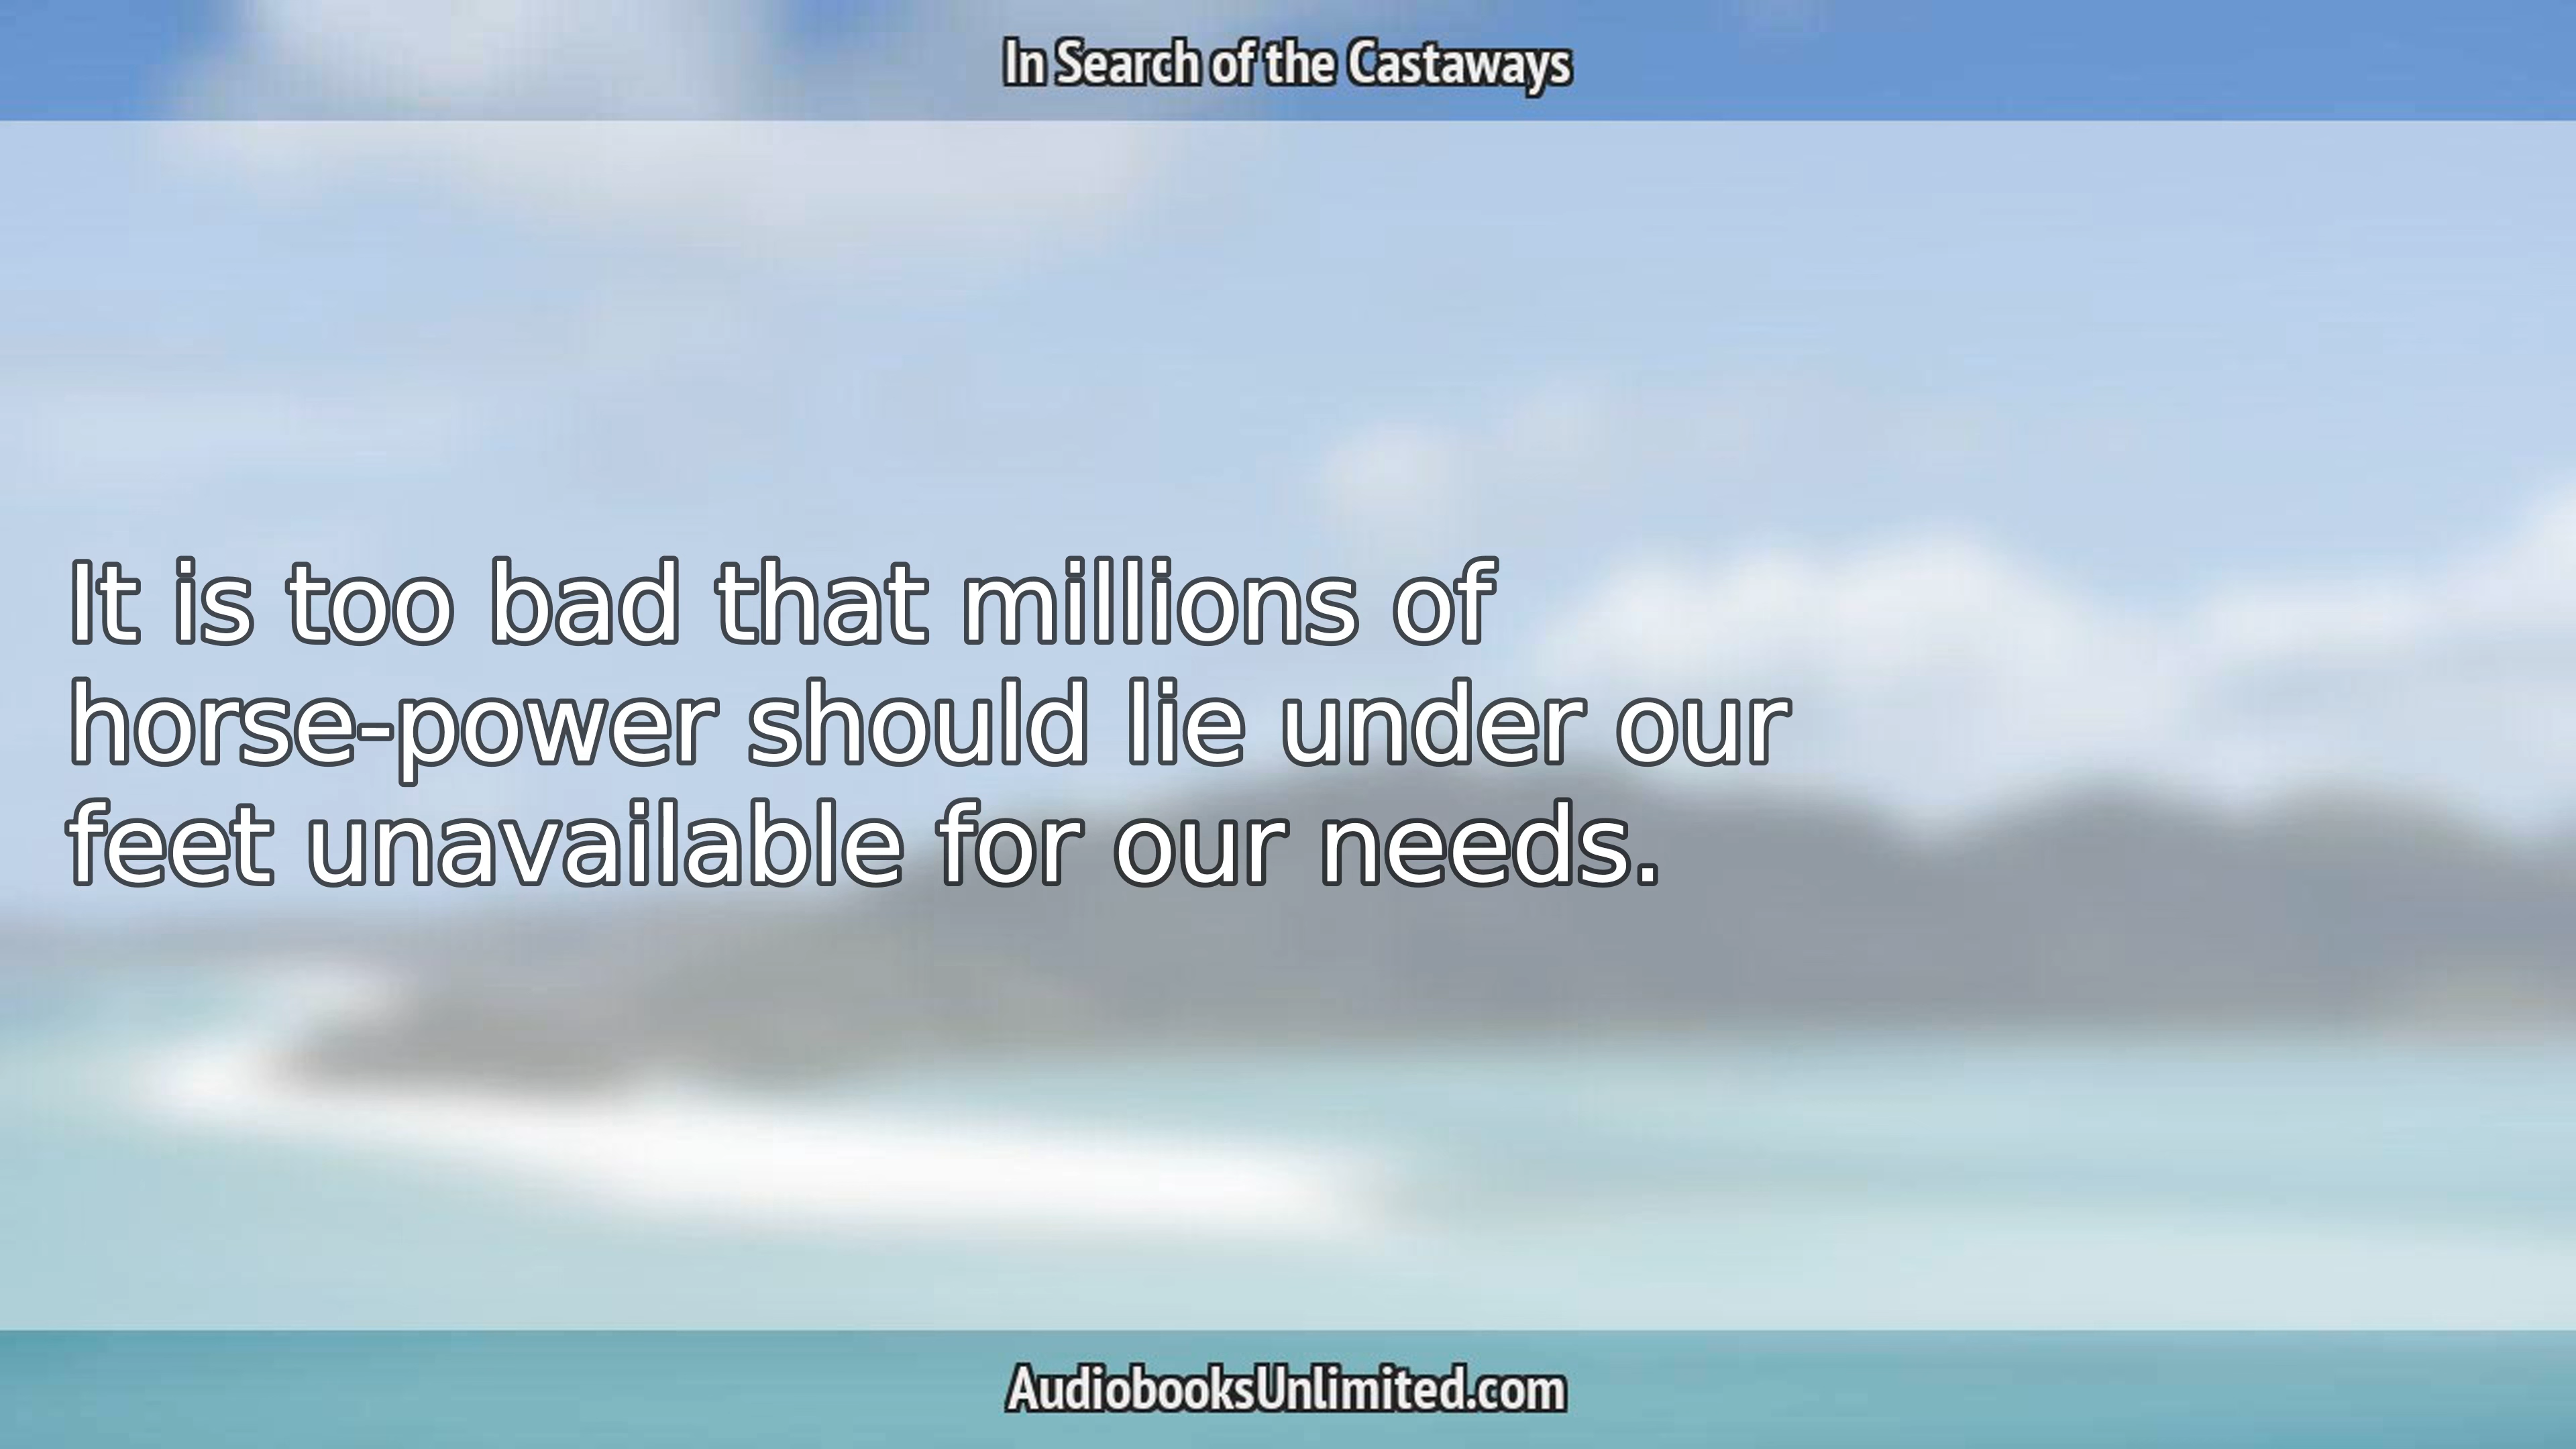 In Search of the Castaways
It is too bad that millions of
horse-power should lie under our
feet unavailable for our needs.
AudiobooksUnlimited.com